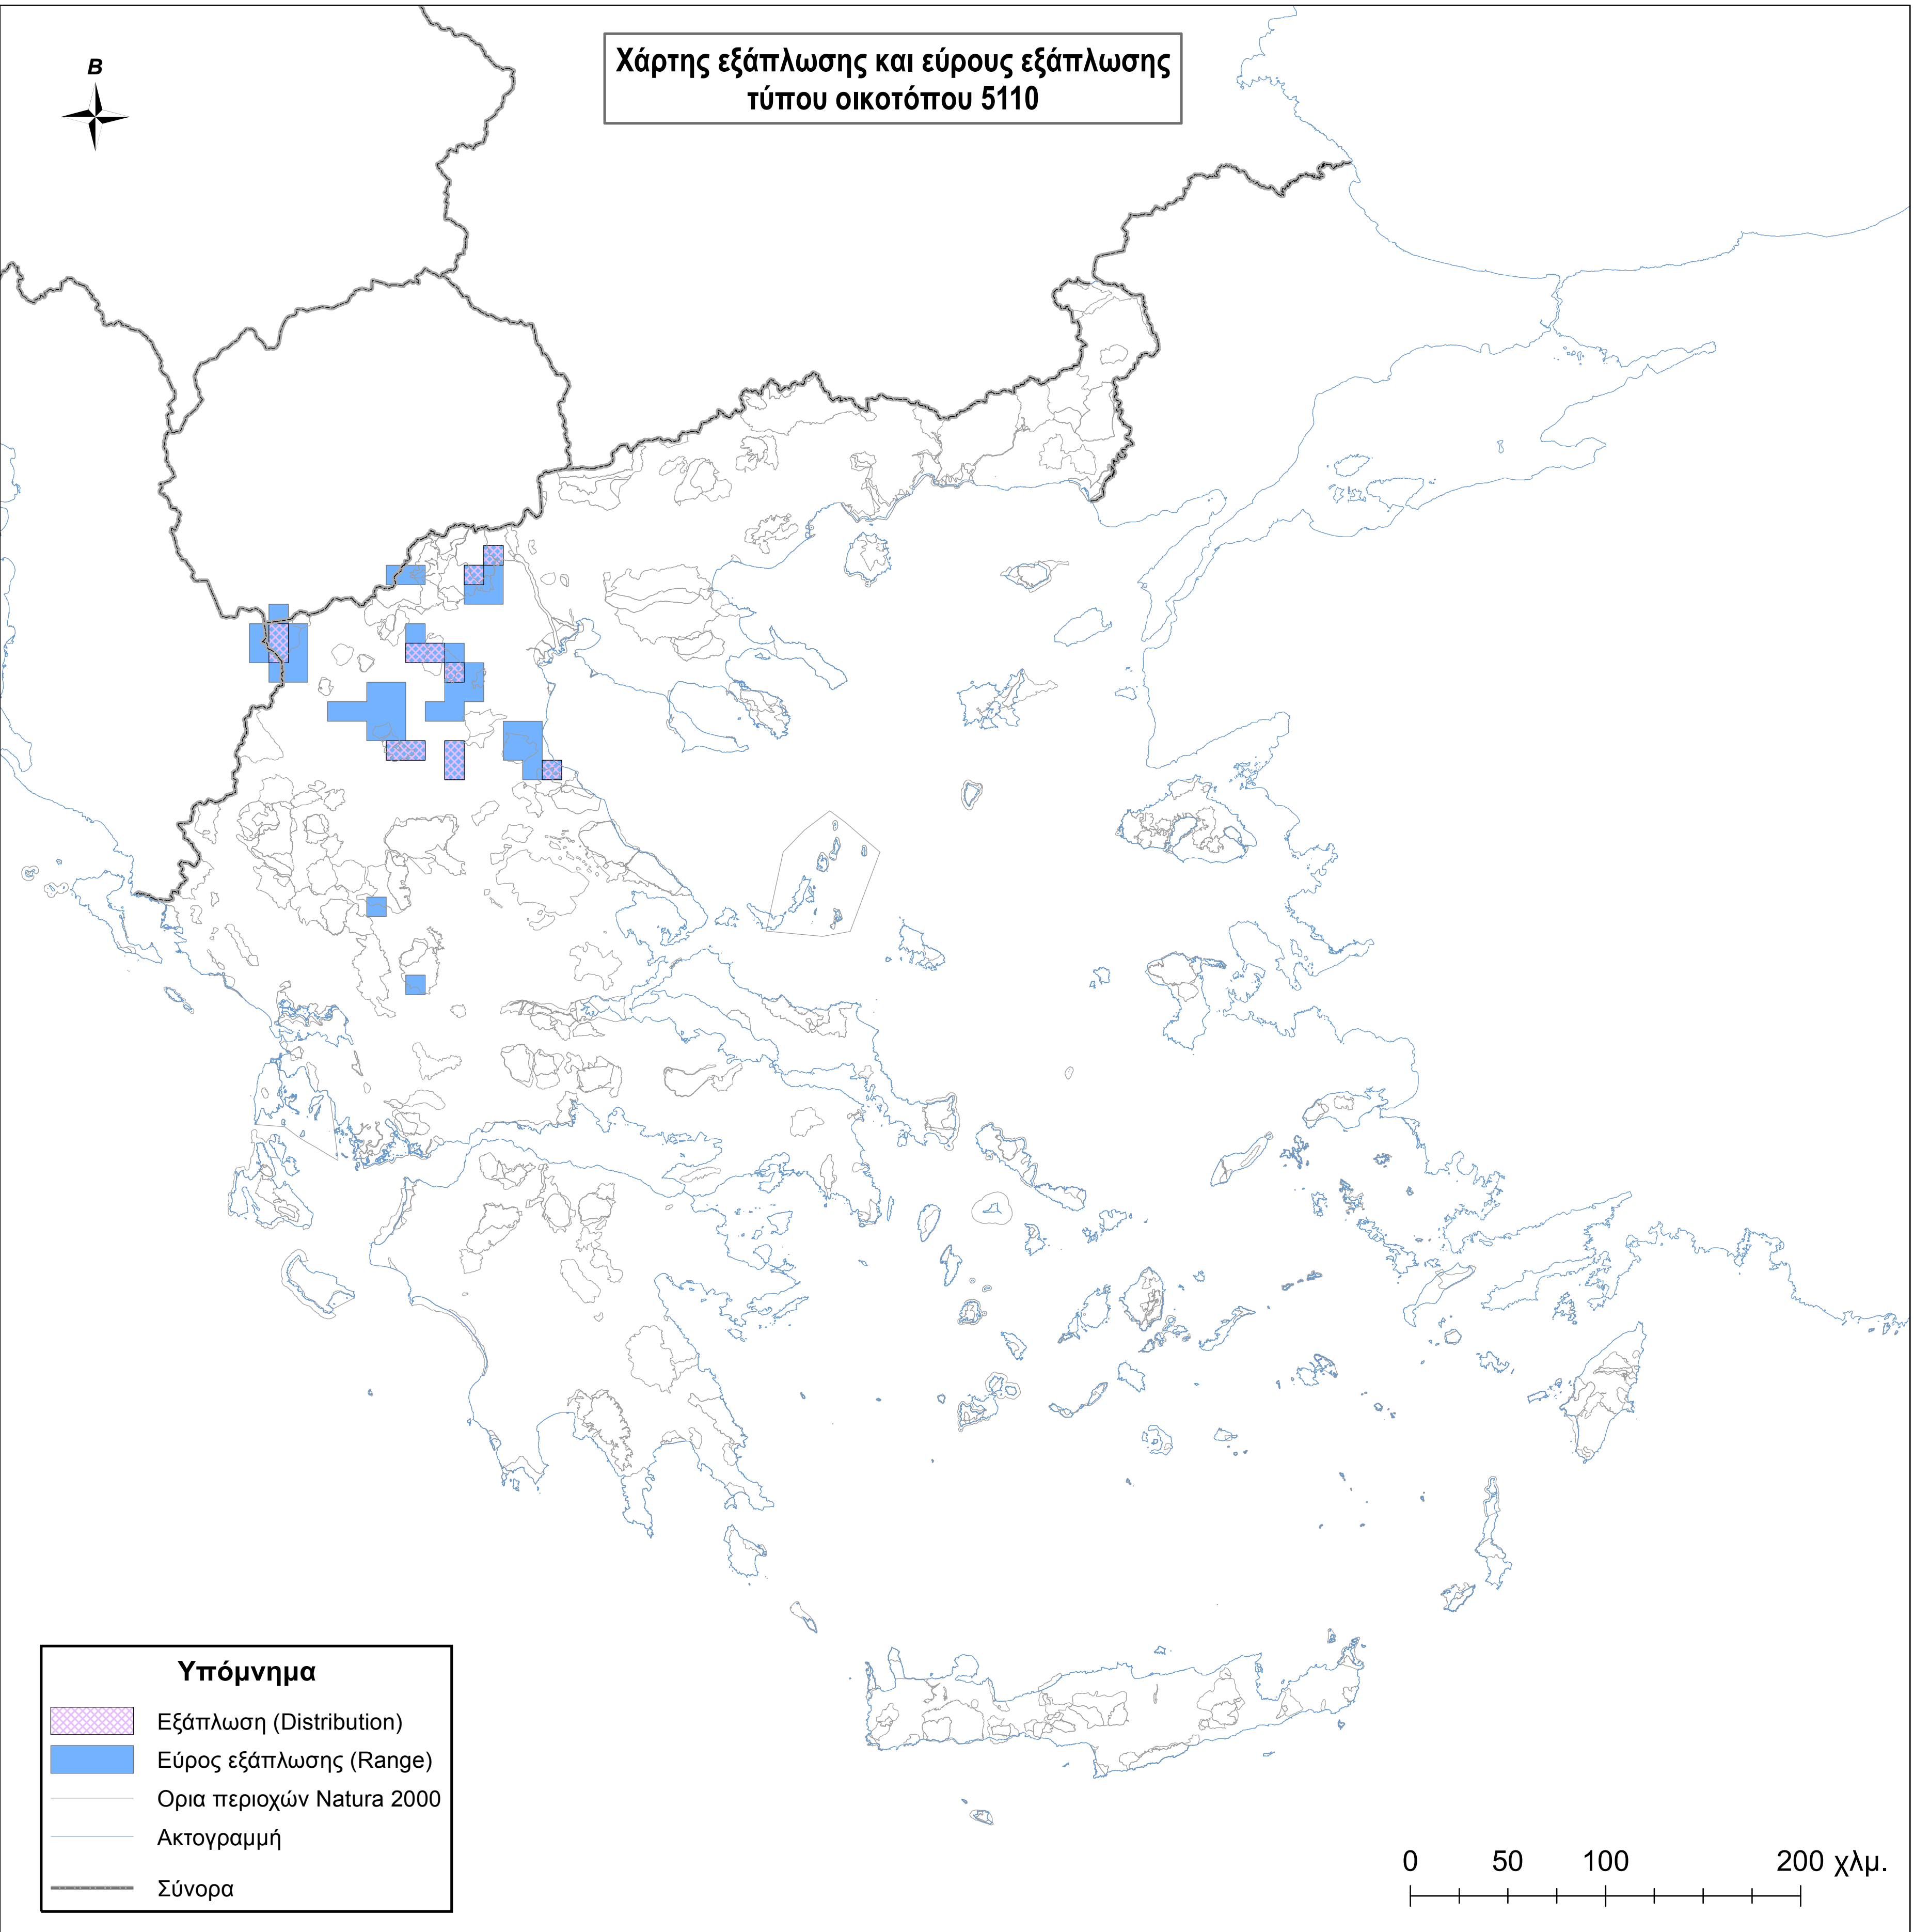 Χάρτης εξάπλωσης και εύρους εξάπλωσης
τύπου οικοτόπου 5110
Β
Υπόμνημα
Εξάπλωση (Distribution)
Εύρος εξάπλωσης (Range)
Ορια περιοχών Natura 2000
Ακτογραμμή
Σύνορα
0 50 100 200 χλμ.